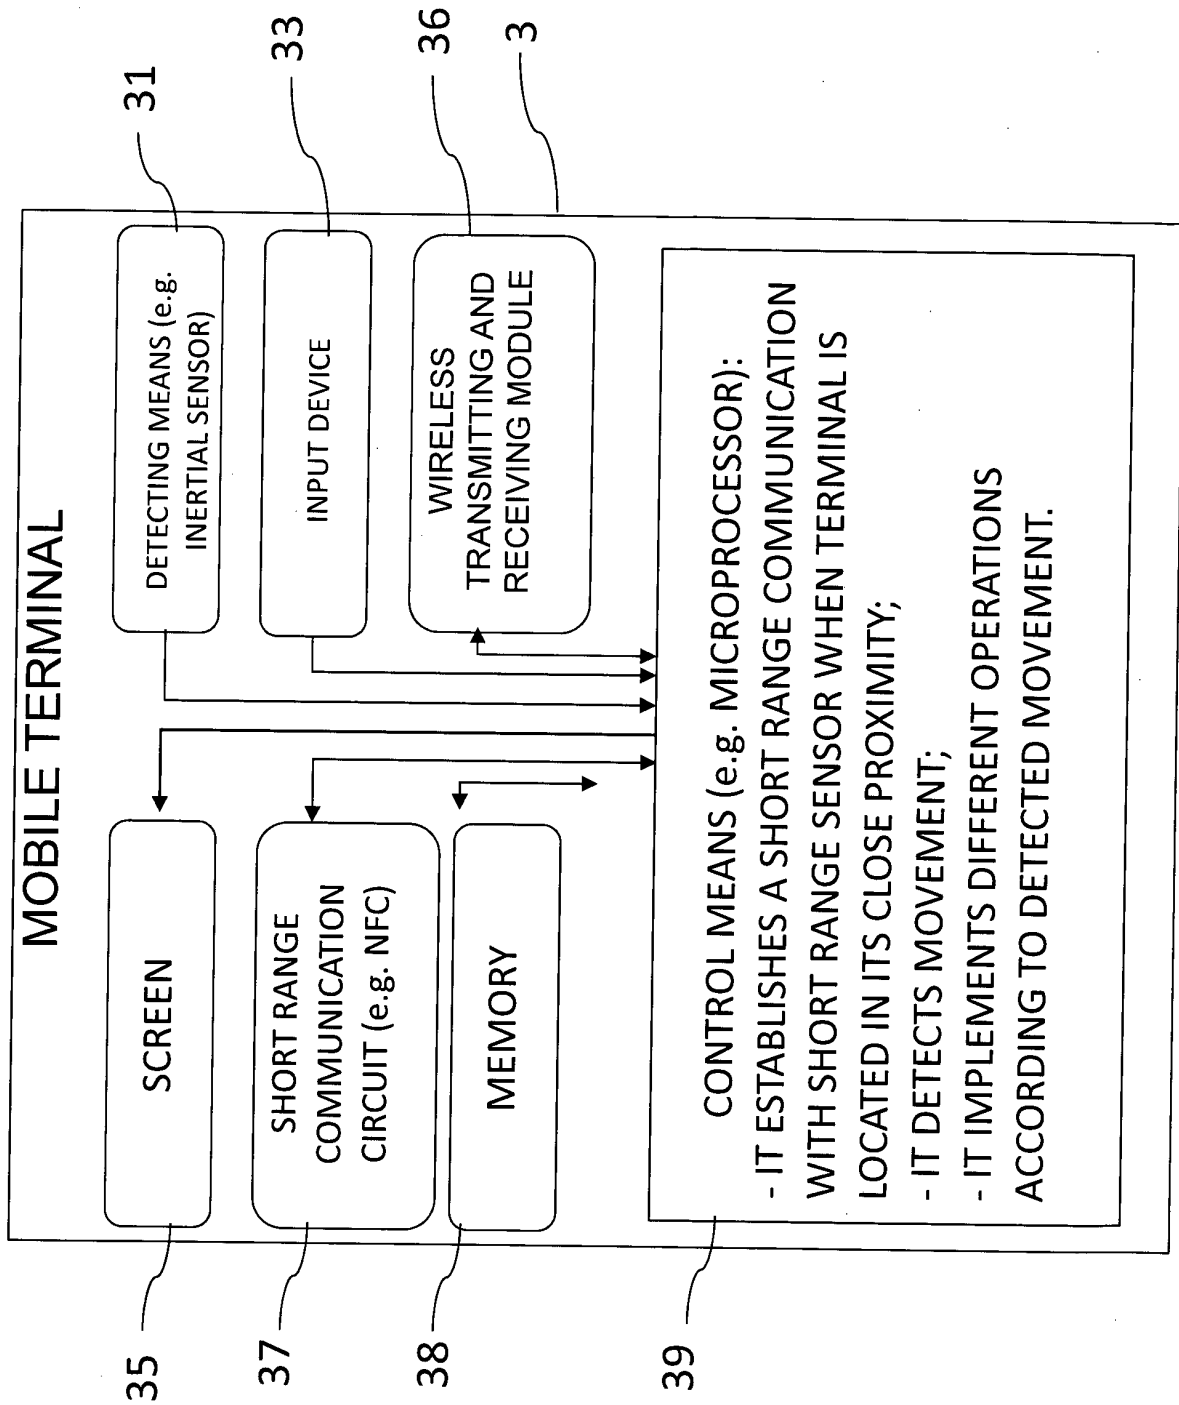 MOBILE TERMINAL
35
SCREEN
37
SHORT RANGE
COMMUNICATION
CIRCUIT (e.g. NFC)
38
MEMORY
DETECTING MEANS (e.g.
INERTIAL SENSOR)
31
INPUT DEVICE
33
WIRELESS
TRANSMITTING AND
RECEIVING MODULE
36
3
39
CONTROL MEANS (e.g. MICROPROCESSOR):
- IT ESTABLISHES A SHORT RANGE COMMUNICATION
WITH SHORT RANGE SENSOR WHEN TERMINAL IS
LOCATED IN ITS CLOSE PROXIMITY;
- IT DETECTS MOVEMENT;
- IT IMPLEMENTS DIFFERENT OPERATIONS
ACCORDING TO DETECTED MOVEMENT.